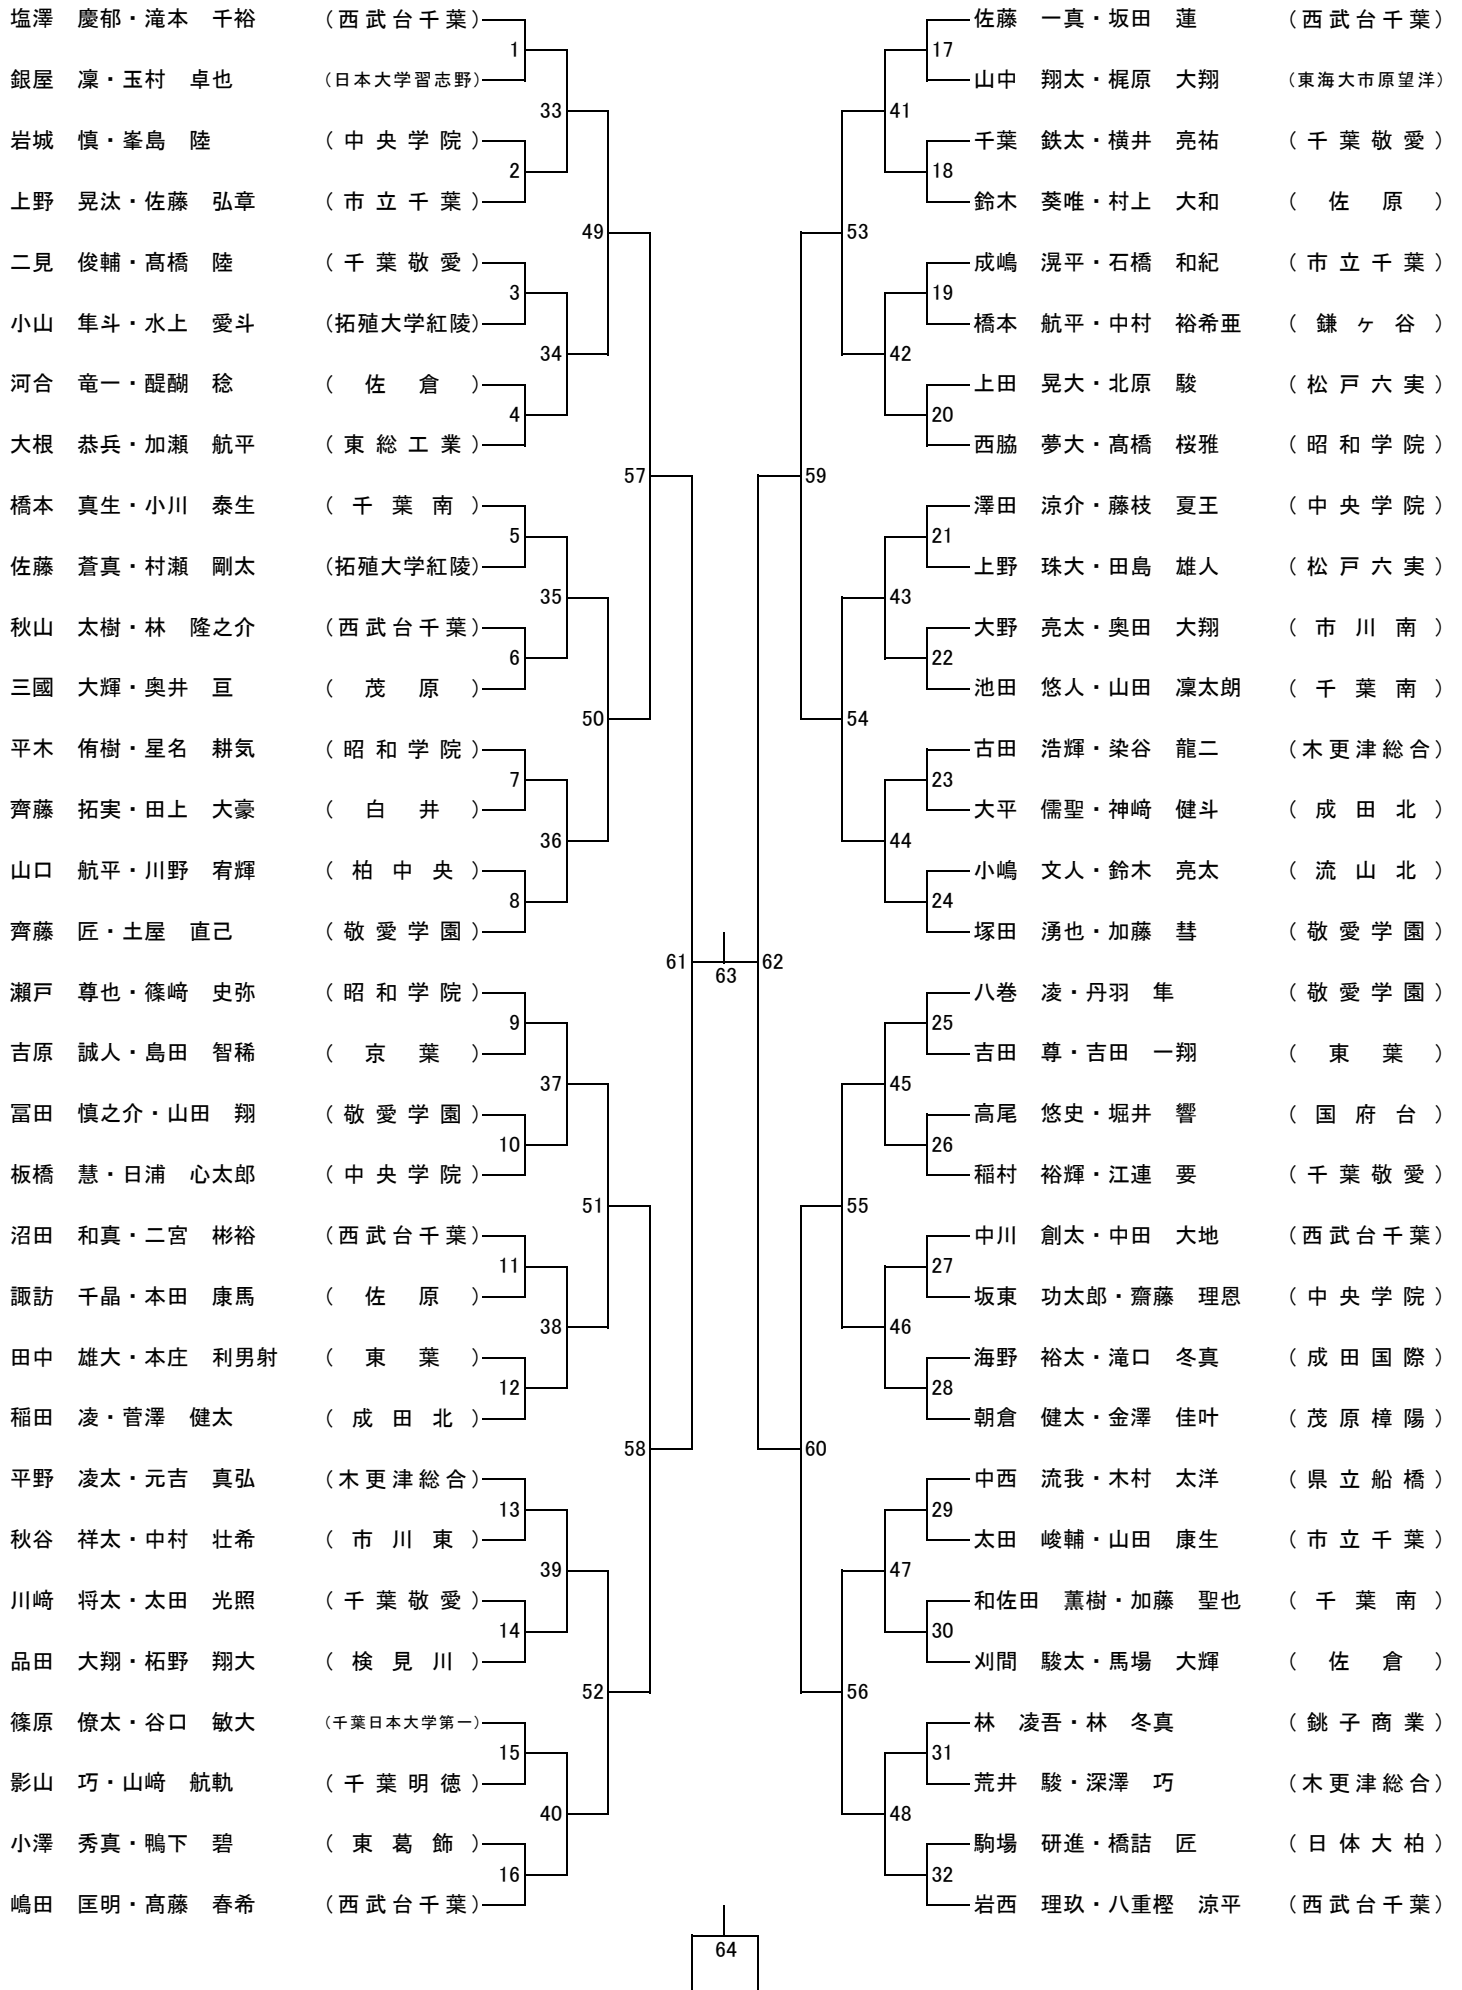 塩澤　慶郁・滝本　千裕　（西武台千葉）
1
銀屋　凜・玉村　卓也　（日本大学習志野）
33
岩城　慎・峯島　陸　（中央学院）
2
上野　晃汰・佐藤　弘章　（市立千葉）
49
二見　俊輔・髙橋　陸　（千葉敬愛）
3
小山　隼斗・水上　愛斗　（拓殖大学紅陵）
34
河合　竜一・醍醐　稔　（佐倉）
4
大根　恭兵・加瀬　航平　（東総工業）
57
橋本　真生・小川　泰生　（千葉南）
5
佐藤　蒼真・村瀬　剛太　（拓殖大学紅陵）
35
秋山　太樹・林　隆之介　（西武台千葉）
6
三國　大輝・奥井　亘　（茂原）
50
平木　侑樹・星名　耕気　（昭和学院）
7
齊藤　拓実・田上　大豪　（白井）
36
山口　航平・川野　宥輝　（柏中央）
8
齊藤　匠・土屋　直己　（敬愛学園）
61
瀬戸　尊也・篠﨑　史弥　（昭和学院）
9
吉原　誠人・島田　智稀　（京葉）
37
冨田　慎之介・山田　翔　（敬愛学園）
10
板橋　慧・日浦　心太郎　（中央学院）
51
沼田　和真・二宮　彬裕　（西武台千葉）
11
諏訪　千晶・本田　康馬　（佐原）
38
田中　雄大・本庄　利男射　（東葉）
12
稲田　凌・菅澤　健太　（成田北）
58
平野　凌太・元吉　真弘　（木更津総合）
13
秋谷　祥太・中村　壮希　（市川東）
39
川﨑　将太・太田　光照　（千葉敬愛）
14
品田　大翔・柘野　翔大　（検見川）
52
篠原　僚太・谷口　敏大　（千葉日本大学第一）
15
影山　巧・山﨑　航軌　（千葉明徳）
40
小澤　秀真・鴨下　碧　（東葛飾）
16
嶋田　匡明・髙藤　春希　（西武台千葉）
63
64
佐藤　一真・坂田　蓮　（西武台千葉）
17
山中　翔太・梶原　大翔　（東海大市原望洋）
41
千葉　鉄太・横井　亮祐　（千葉敬愛）
18
鈴木　葵唯・村上　大和　（佐原）
53
成嶋　滉平・石橋　和紀　（市立千葉）
19
橋本　航平・中村　裕希亜　（鎌ヶ谷）
42
上田　晃大・北原　駿　（松戸六実）
20
西脇　夢大・髙橋　桜雅　（昭和学院）
59
澤田　涼介・藤枝　夏王　（中央学院）
21
上野　珠大・田島　雄人　（松戸六実）
43
大野　亮太・奥田　大翔　（市川南）
22
池田　悠人・山田　凜太朗　（千葉南）
54
古田　浩輝・染谷　龍二　（木更津総合）
23
大平　儒聖・神﨑　健斗　（成田北）
44
小嶋　文人・鈴木　亮太　（流山北）
24
塚田　湧也・加藤　彗　（敬愛学園）
62
八巻　凌・丹羽　隼　（敬愛学園）
25
吉田　尊・吉田　一翔　（東葉）
45
高尾　悠史・堀井　響　（国府台）
26
稲村　裕輝・江連　要　（千葉敬愛）
55
中川　創太・中田　大地　（西武台千葉）
27
坂東　功太郎・齋藤　理恩　（中央学院）
46
海野　裕太・滝口　冬真　（成田国際）
28
朝倉　健太・金澤　佳叶　（茂原樟陽）
60
中西　流我・木村　太洋　（県立船橋）
29
太田　峻輔・山田　康生　（市立千葉）
47
和佐田　薫樹・加藤　聖也　（千葉南）
30
刈間　駿太・馬場　大輝　（佐倉）
56
林　凌吾・林　冬真　（銚子商業）
31
荒井　駿・深澤　巧　（木更津総合）
48
駒場　研進・橋詰　匠　（日体大柏）
32
岩西　理玖・八重樫　涼平　（西武台千葉）